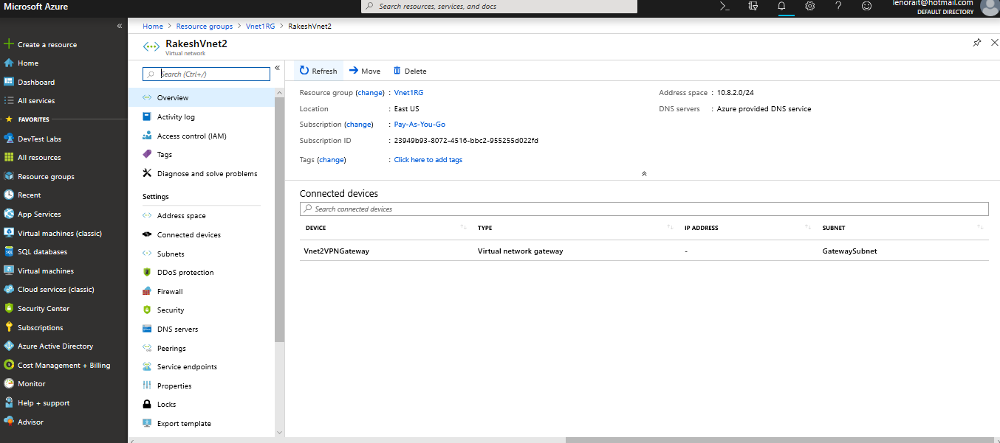 Microsoft Azure
Search resources, services, and docs
lenorait@hotmail.com
DEFAULT DIRECTORY
Create a resource
Home
Dashboard
All services
FAVORITES
DevTest Labs
All resources
Resource groups
Recent
App Services
Virtual machines (classic)
SQL databases
Virtual machines
Cloud services (classic)
Security Center
Subscriptions
Azure Active Directory
Cost Management + Billing
Monitor
Help + support
Advisor
Home > Resource groups > Vnet1RG > RakeshVnet2
RakeshVnet2
Virtual network
Search (Ctrl+/)
Overview
Activity log
Access control (IAM)
Tags
Diagnose and solve problems
Settings
Address space
Connected devices
Subnets
DDoS protection
Firewall
Security
DNS servers
Peerings
Service endpoints
Properties
Locks
Export template
Refresh Move Delete
Resource group (change) : Vnet1RG
Location : East US
Subscription (change) : Pay-As-You-Go
Subscription ID : 23949b93-8072-4516-bbc2-955255d022fd
Tags (change) : Click here to add tags
Address space : 10.8.2.0/24
DNS servers : Azure provided DNS service
Connected devices
Search connected devices
DEVICE TYPE IP ADDRESS SUBNET
Vnet2VPNGateway Virtual network gateway - GatewaySubnet